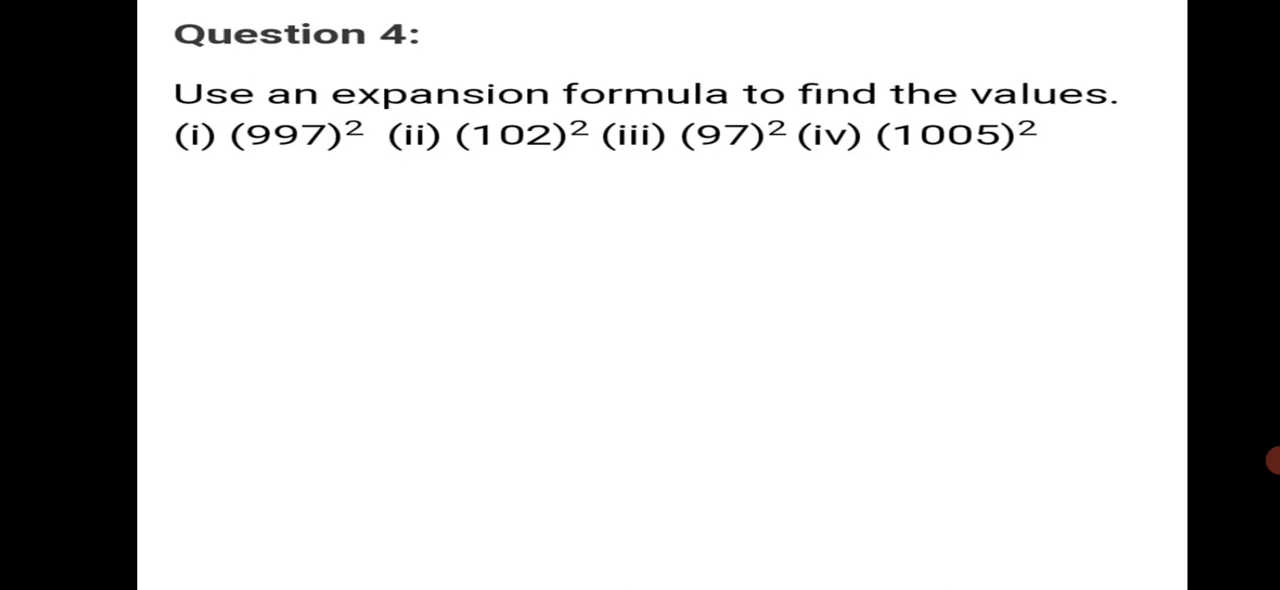 Question 4:
Use an expansion formula to find the values.
(i) (997)² (ii) (102)² (iii) (97)² (iv) (1005)²